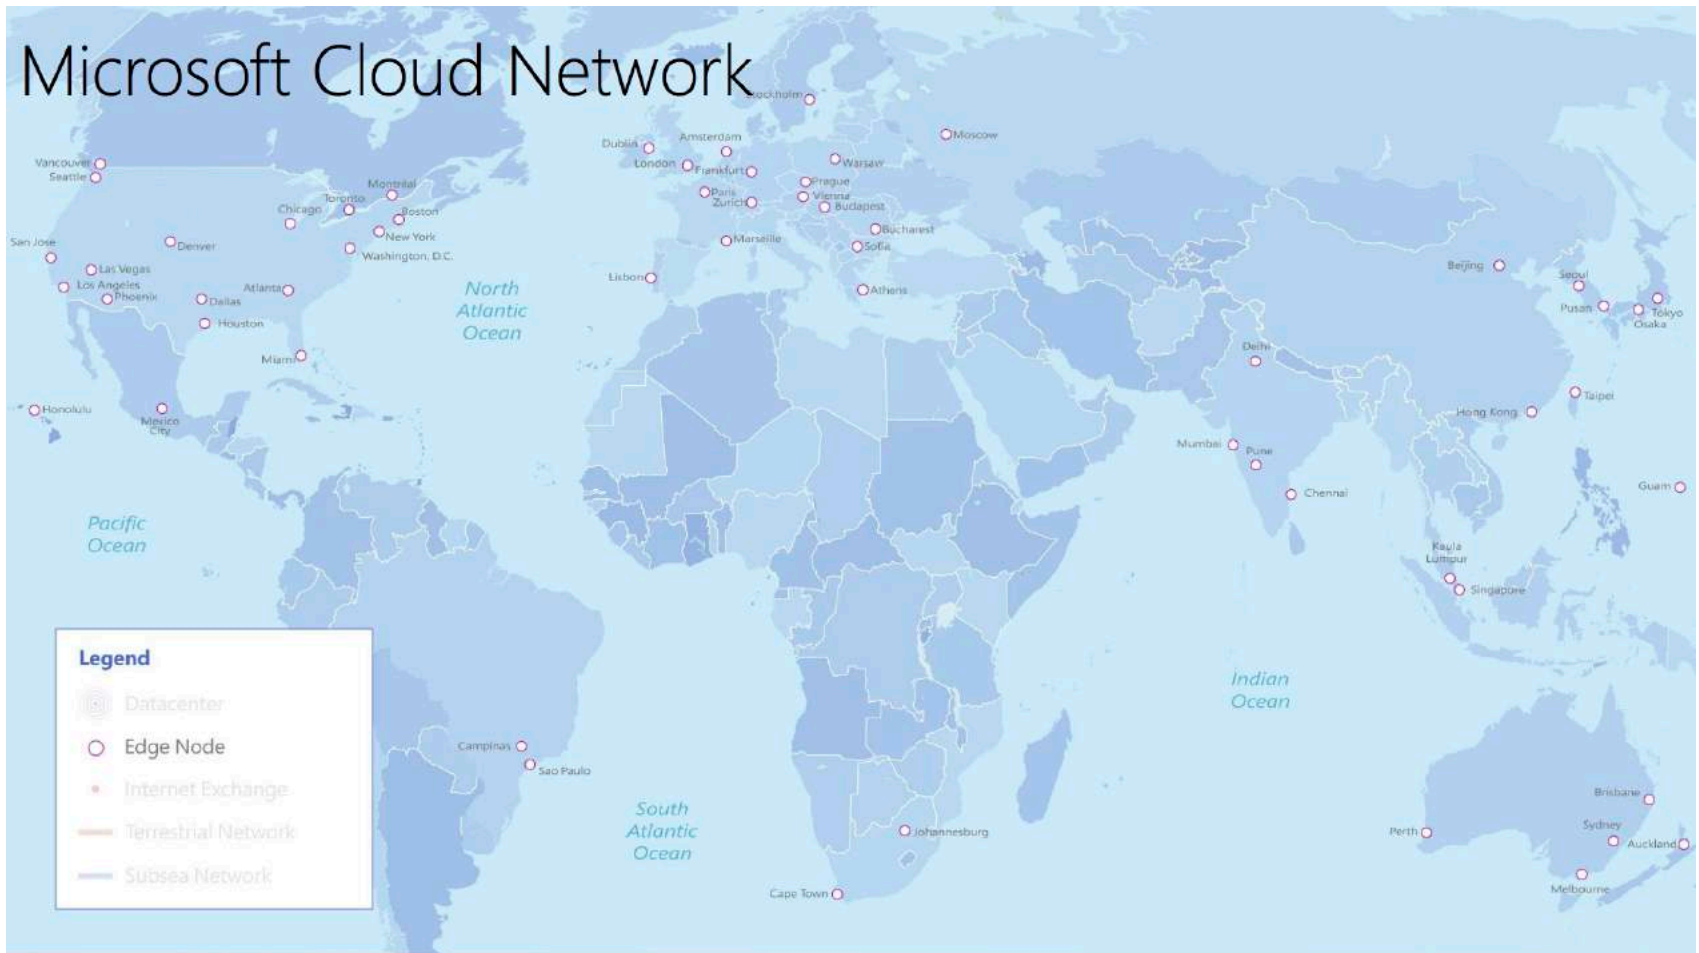 Microsoft Cloud Network
Stockholm
Moscow
Amsterdam
Dublin
London
Frankfurt
Warsaw
Prague
Paris
Vienna
Zurich
Budapest
Bucharest
Marseille
Sofia
Lisbon
Athens
Vancouver
Seattle
Montréal
Toronto
Chicago
Boston
New York
San Jose
Denver
Washington, D.C.
Las Vegas
Los Angeles
Phoenix
Atlanta
Dallas
Houston
Miami
Honolulu
Mexico
City
North
Atlantic
Ocean
Pacific
Ocean
Beijing
Seoul
Pusan
Tokyo
Osaka
Delhi
Taipei
Hong Kong
Mumbai
Pune
Chennai
Guam
Kaula
Lumpur
Singapore
Indian
Ocean
Legend
Datacenter
Edge Node
Internet Exchange
Terrestrial Network
Subsea Network
Campinas
Sao Paulo
South
Atlantic
Ocean
Johannesburg
Cape Town
Brisbane
Perth
Sydney
Auckland
Melbourne